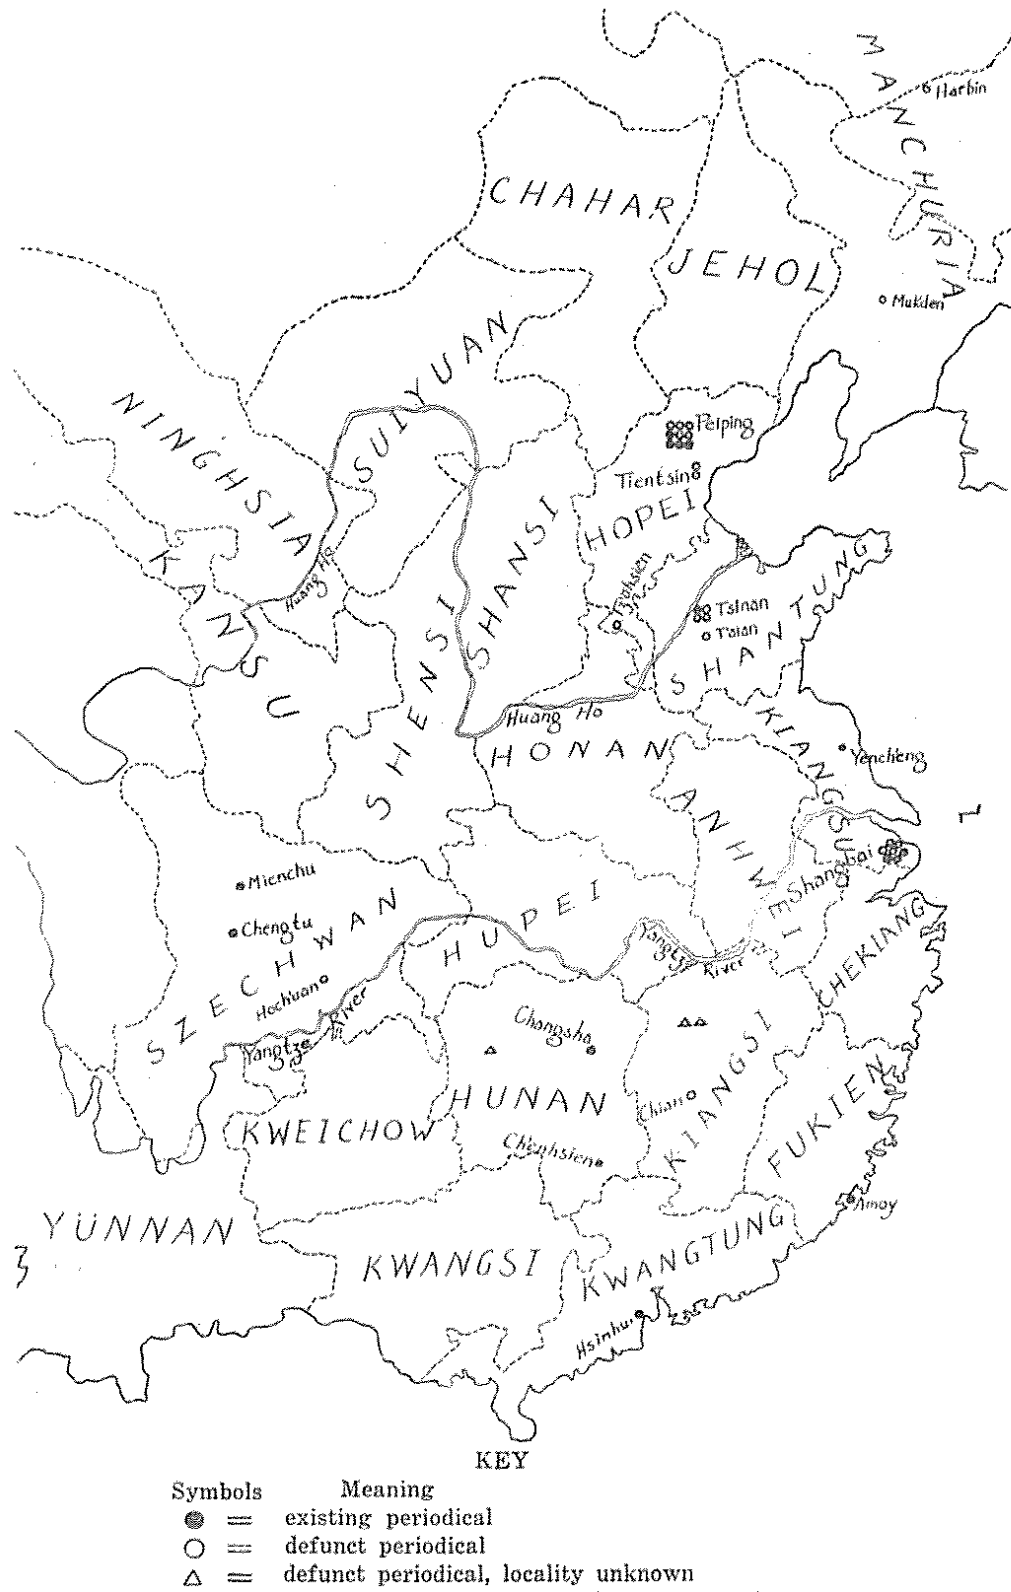 MANCHURIA
Harbin
CHAHAR
JEHOL
Mukden
SUIYUAN
NINGHSIA
Peiping
Tientsin
HOPEI
SHANSI
KANSU
Huang Ho
SHANTUNG
Tsinan
Taian
SHENSI
Huang Ho
HONAN
KIANGSU
Yencheng
ANHWEI
Shanghai
Mienchu
Chengtu
SZECHWAN
HUPEI
Hochuan
Yangtze River
Yangtze River
CHEKIANG
Changsha
HUNAN
KIANGSI
Chian
KWEICHOW
Chenhsien
FUKIEN
YÜNNAN
KWANGSI
KWANGTUNG
Amoy
Hsinhui
KEY
Symbols Meaning
● = existing periodical
○ = defunct periodical
△ = defunct periodical, locality unknown